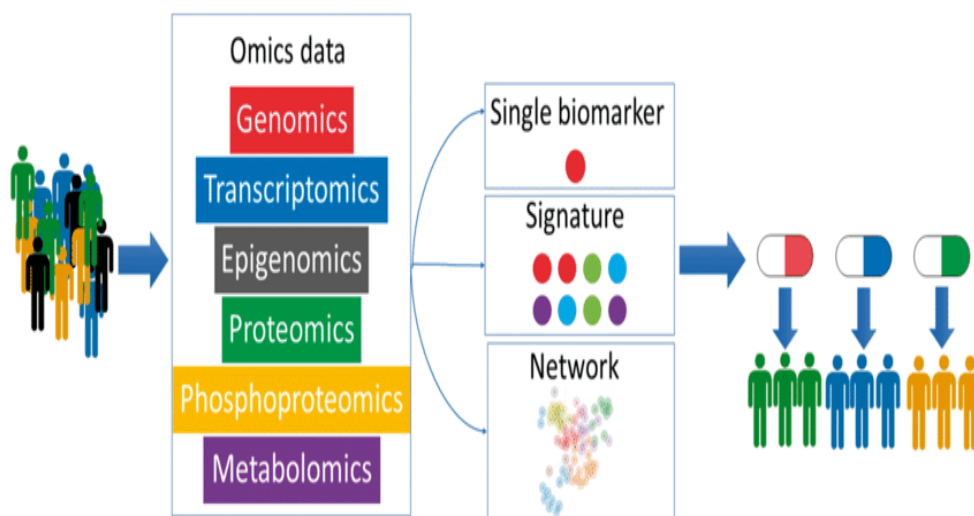 Omics data
Genomics
Transcriptomics
Epigenomics
Proteomics
Phosphoproteomics
Metabolomics
Single biomarker
Signature
Network